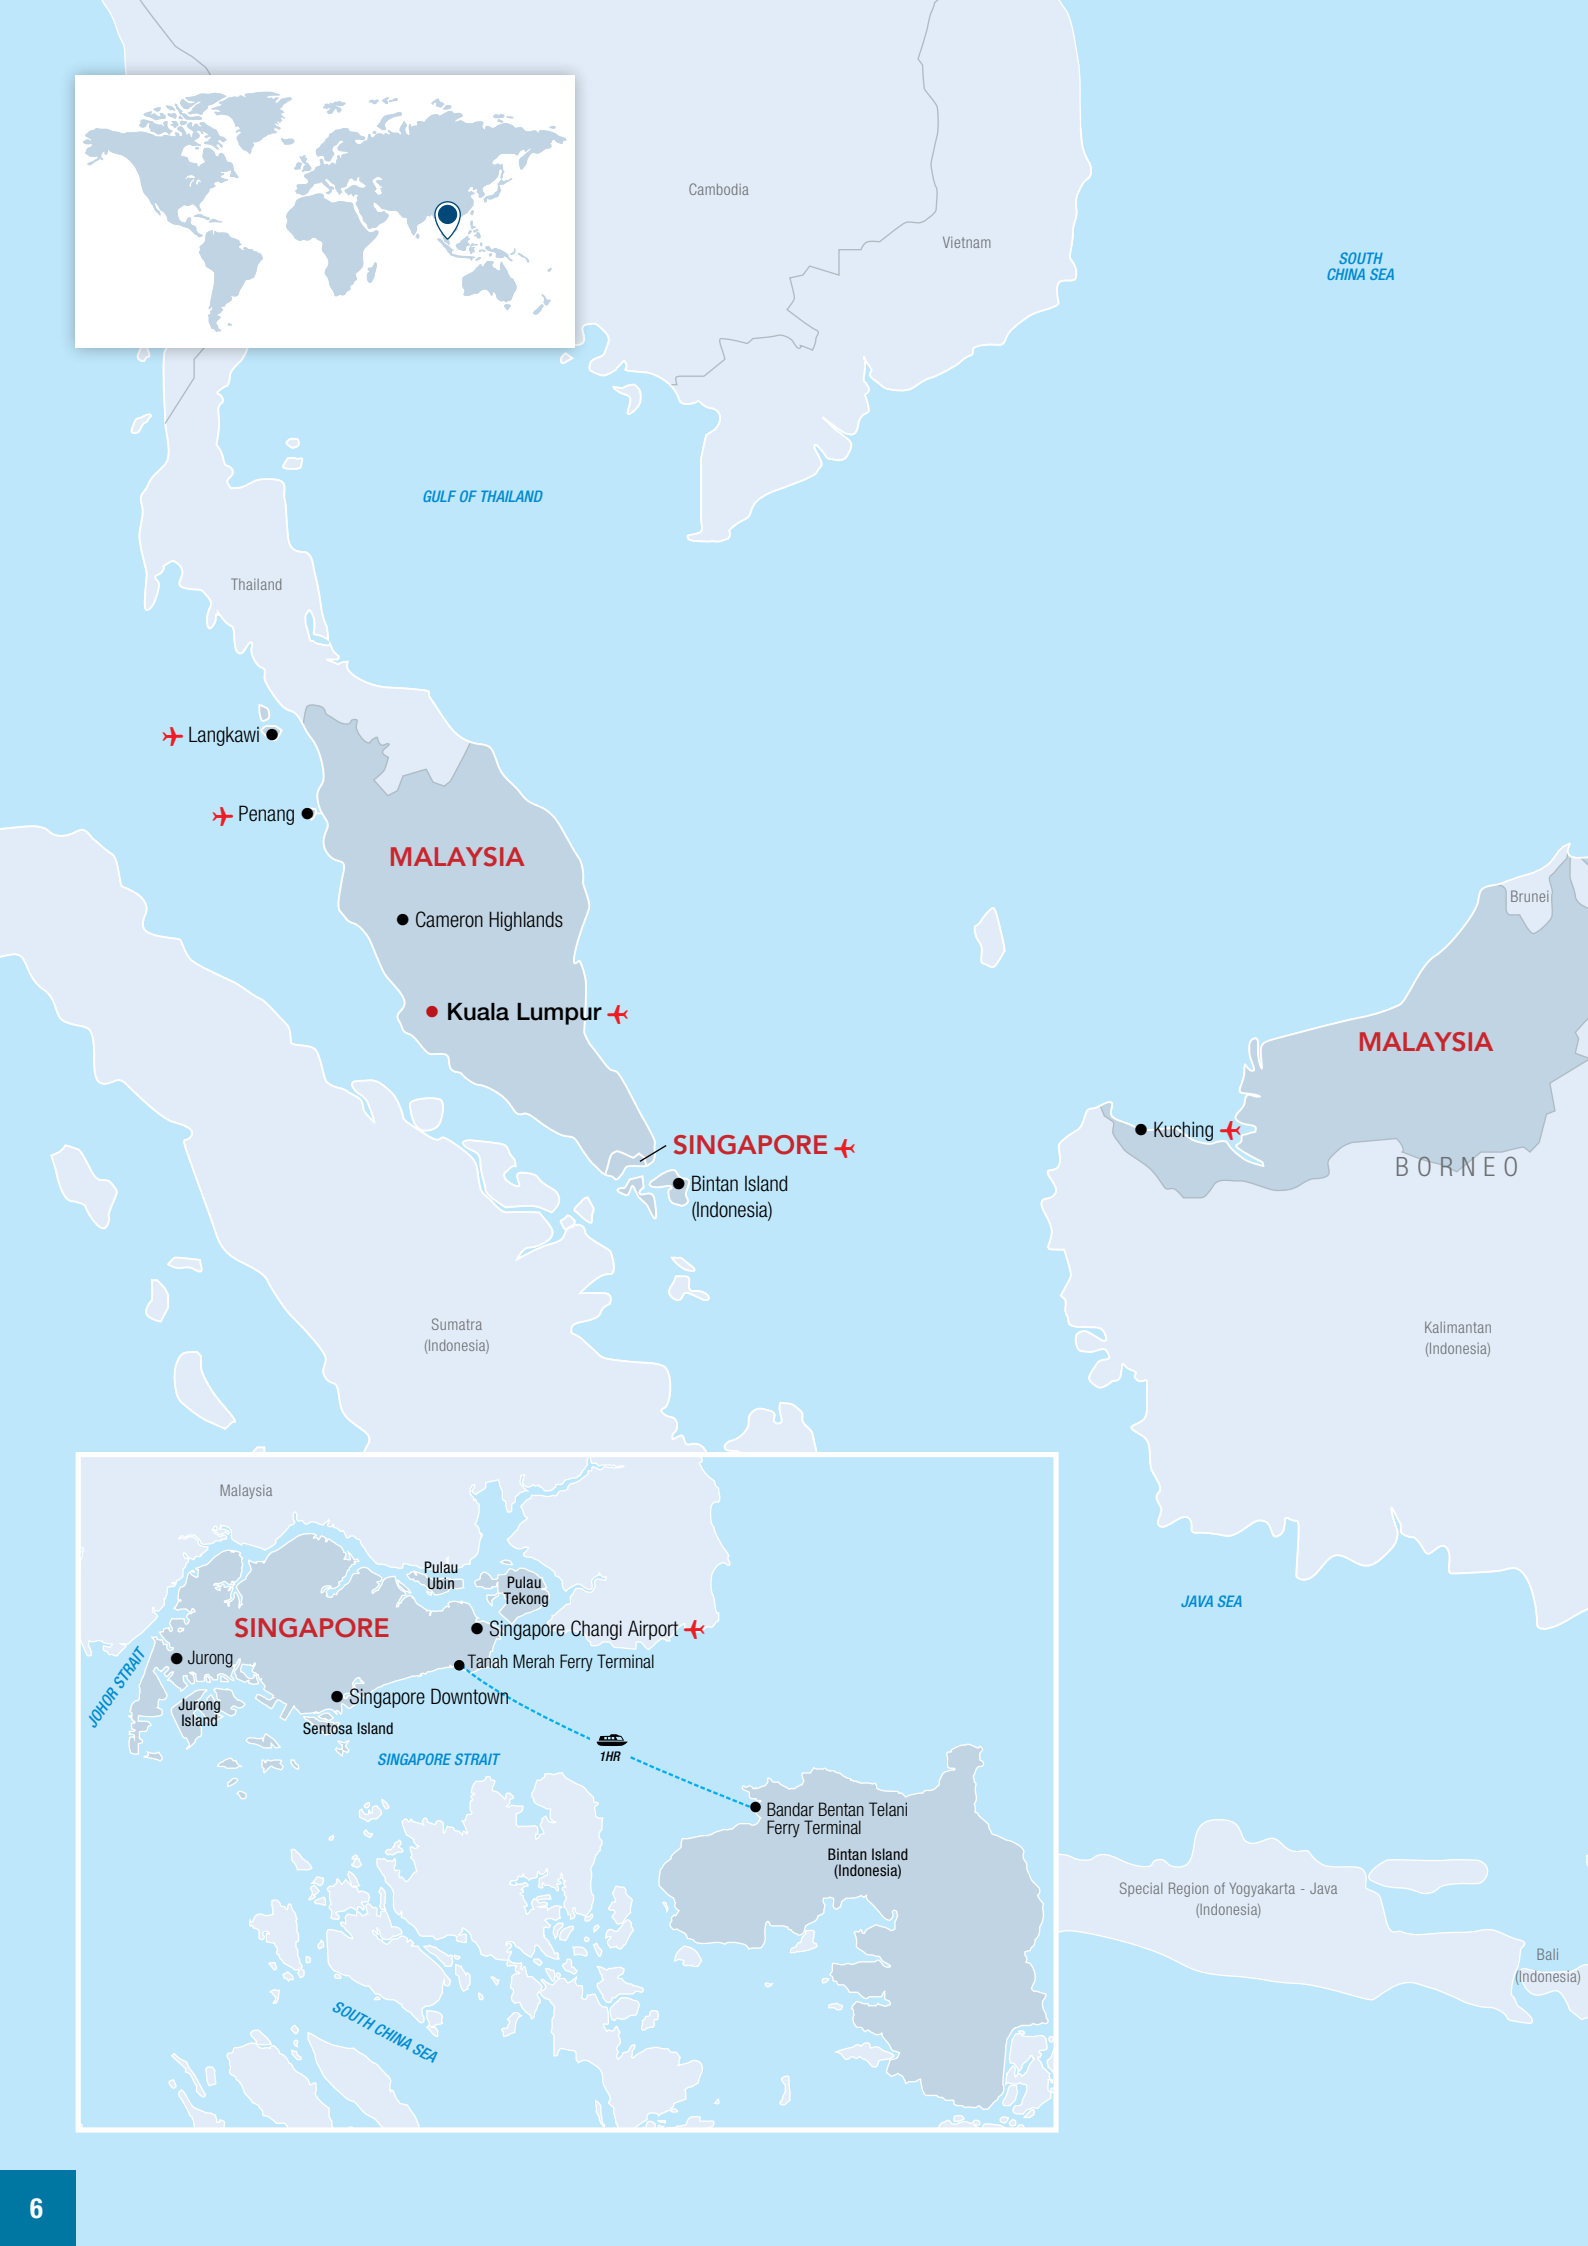 Cambodia
Vietnam
SOUTH
CHINA SEA
GULF OF THAILAND
Thailand
Langkawi
Penang
MALAYSIA
Cameron Highlands
Kuala Lumpur
Brunei
MALAYSIA
SINGAPORE
Bintan Island
(Indonesia)
Kuching
BORNEO
Sumatra
(Indonesia)
Kalimantan
(Indonesia)
Malaysia
Pulau
Ubin
Pulau
Tekong
SINGAPORE
Singapore Changi Airport
Jurong
Tanah Merah Ferry Terminal
JOHOR STRAIT
Jurong
Island
Singapore Downtown
Sentosa Island
SINGAPORE STRAIT
1HR
Bandar Bentan Telani
Ferry Terminal
Bintan Island
(Indonesia)
SOUTH CHINA SEA
JAVA SEA
Special Region of Yogyakarta - Java
(Indonesia)
Bali
(Indonesia)
6